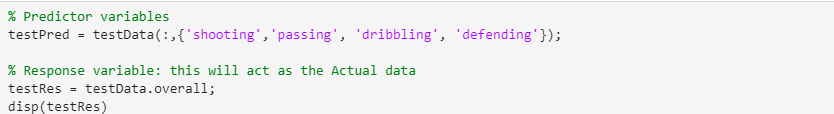 % Predictor variables
testPred = testData(:,{'shooting','passing', 'dribbling', 'defending'});
% Response variable: this will act as the Actual data
testRes = testData.overall;
disp(testRes)